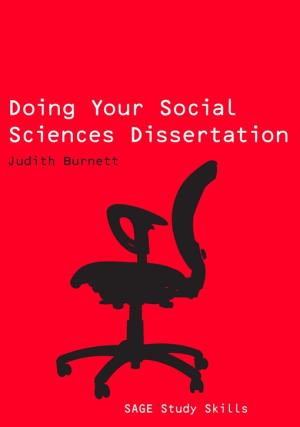 Doing Your Social
Sciences Dissertation
Judith Burnett
SAGE Study Skills